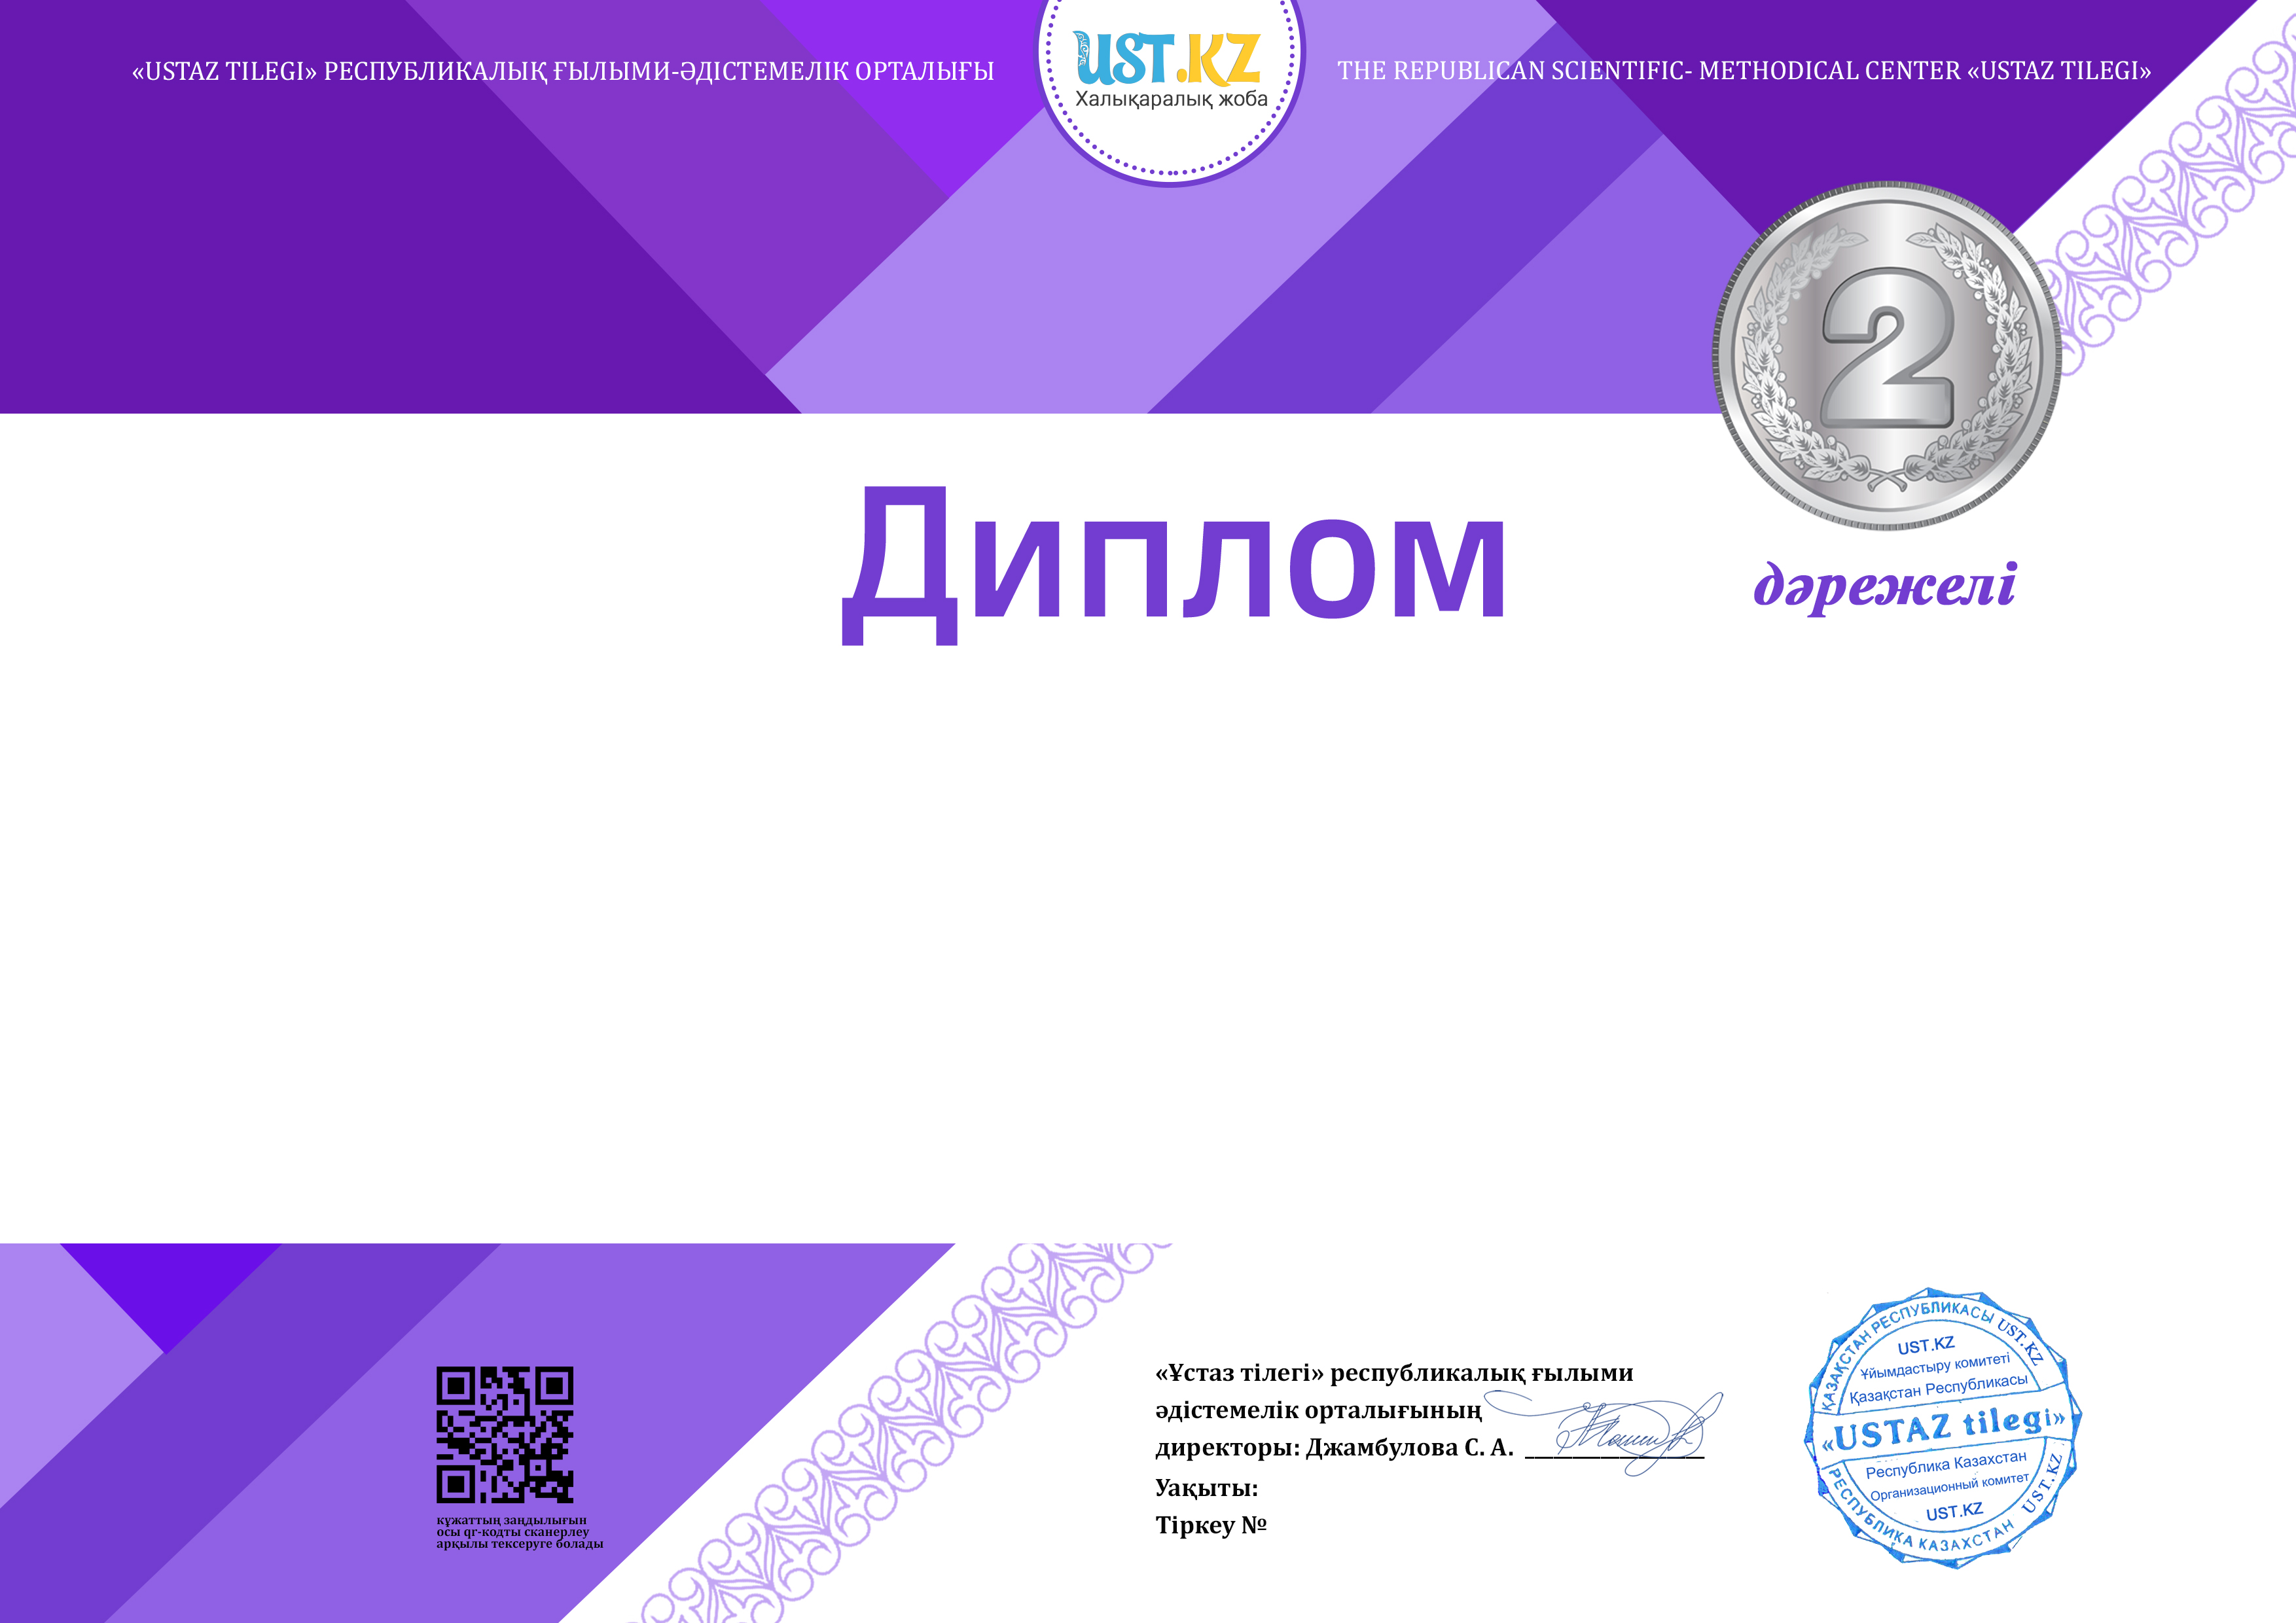 «USTAZ TILEGI» РЕСПУБЛИКАЛЫҚ ҒЫЛЫМИ-ӘДІСТЕМЕЛІК ОРТАЛЫҒЫ
UST.KZ
Халықаралық жоба
THE REPUBLICAN SCIENTIFIC- METHODICAL CENTER «USTAZ TILEGI»
2
Диплом
дәрежелі
құжаттың заңдылығын
осы qr-кодты сканерлеу
арқылы тексеруге болады
«Ұстаз тілегі» республикалық ғылыми
әдістемелік орталығының
директоры: Джамбулова С. А.
Уақыты:
Тіркеу №
ҚАЗАҚСТАН РЕСПУБЛИКАСЫ UST.KZ
UST.KZ
Ұйымдастыру комитеті
Қазақстан Республикасы
«USTAZ tilegi»
Республика Казахстан
Организационный комитет
UST.KZ
РЕСПУБЛИКА КАЗАХСТАН UST.KZ